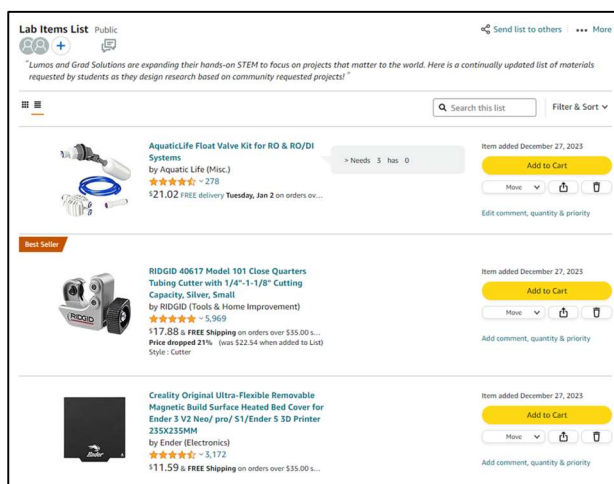 Lab Items List Public
Send list to others
More
"Lumos and Grad Solutions are expanding their hands-on STEM to focus on projects that matter to the world. Here is a continually updated list of materials
requested by students as they design research based on community requested projects! "
Search this list
Filter & Sort
AquaticLife Float Valve Kit for RO & RO/DI
Systems
by Aquatic Life (Misc.)
278
$21.02 FREE delivery Tuesday, Jan 2 on orders ov...
> Needs 3 has 0
Item added December 27, 2023
Add to Cart
Move
Edit comment, quantity & priority
Best Seller
RIDGID
RIDGID 40617 Model 101 Close Quarters
Tubing Cutter with 1/4"-1-1/8" Cutting
Capacity, Silver, Small
by RIDGID (Tools & Home Improvement)
5,969
$17.88 & FREE Shipping on orders over $35.00 s...
Price dropped 21% (was $22.54 when added to List)
Style : Cutter
Item added December 27, 2023
Add to Cart
Move
Add comment, quantity & priority
Ender
Creality Original Ultra-Flexible Removable
Magnetic Build Surface Heated Bed Cover for
Ender 3 V2 Neo/ pro/ S1/Ender 5 3D Printer
235X235MM
by Ender (Electronics)
3,172
$11.59 & FREE Shipping on orders over $35.00 s...
Item added December 27, 2023
Add to Cart
Move
Add comment, quantity & priority